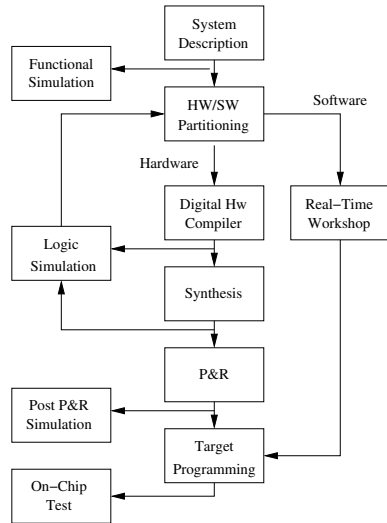 System
Description
Functional
Simulation
HW/SW
Partitioning
Software
Hardware
Digital Hw
Compiler
Real−Time
Workshop
Logic
Simulation
Synthesis
P&R
Post P&R
Simulation
Target
Programming
On−Chip
Test